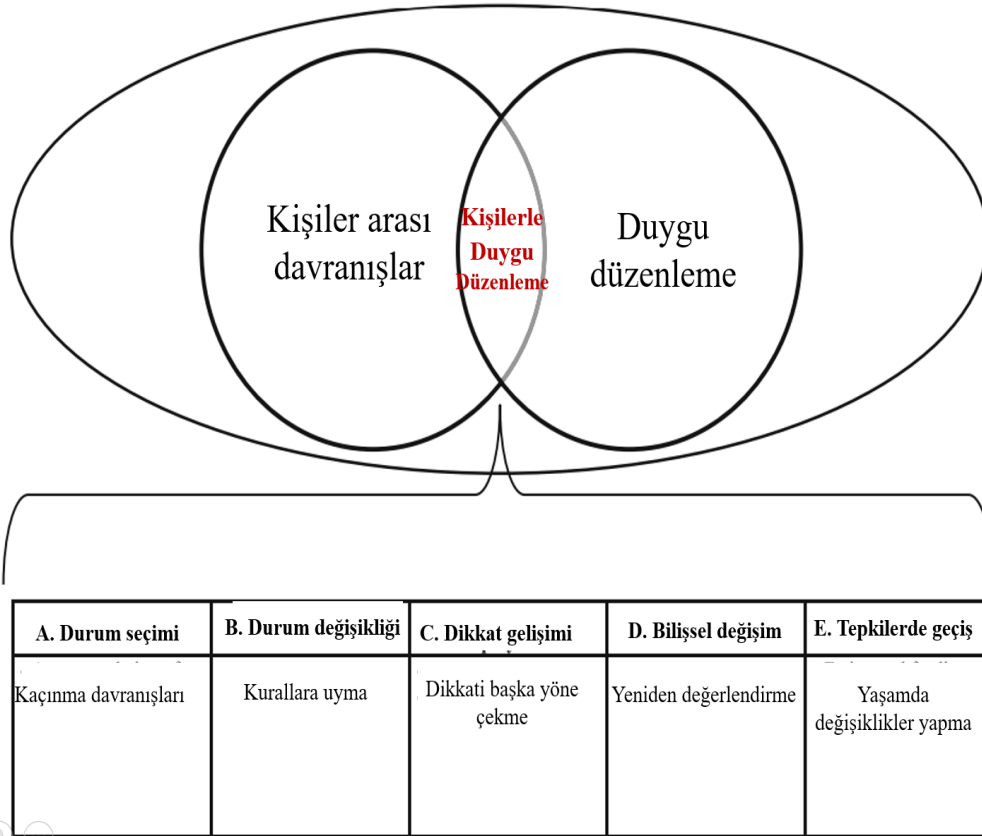 Kişiler arası
davranışlar
Kişilerle
Duygu
Düzenleme
Duygu
düzenleme
A. Durum seçimi
B. Durum değişikliği
C. Dikkat gelişimi
D. Bilişsel değişim
E. Tepkilerde geçiş
Kaçınma davranışları
Kurallara uyma
Dikkati başka yöne
çekme
Yeniden değerlendirme
Yaşamda
değişiklikler yapma